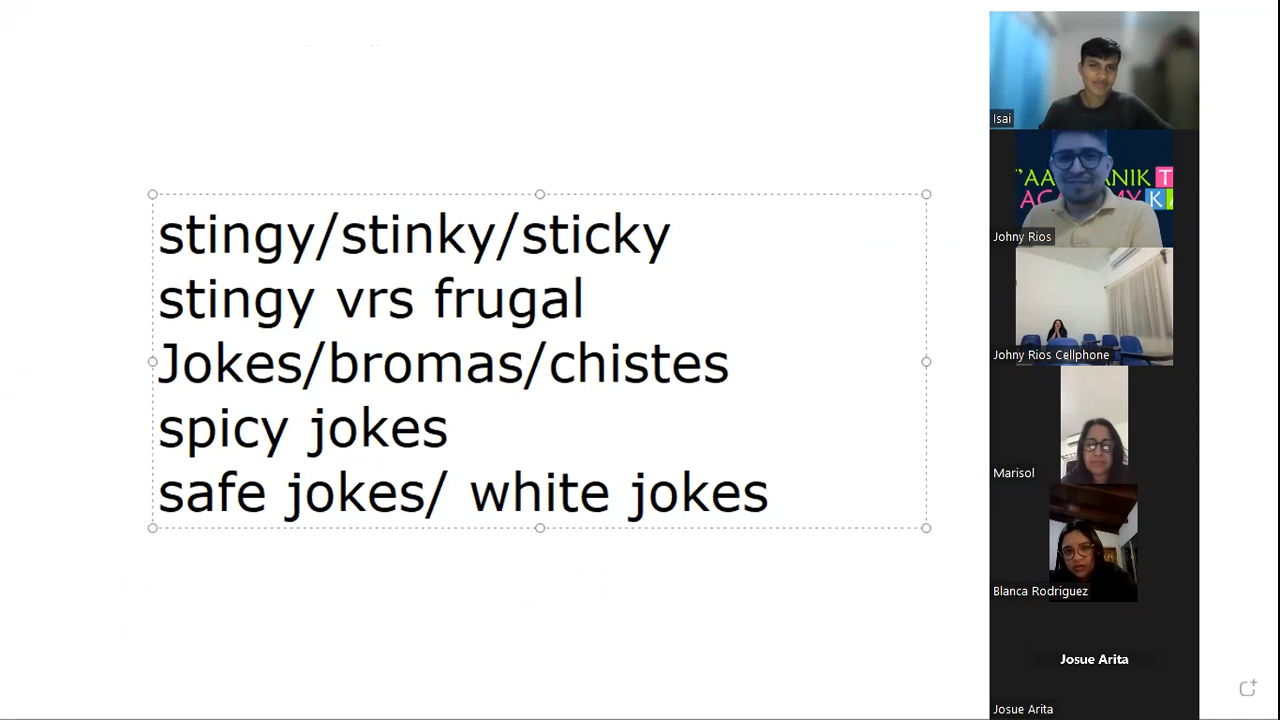 stingy/stinky/sticky
stingy vrs frugal
Jokes/bromas/chistes
spicy jokes
safe jokes/ white jokes
Isai
T
K
Johny Rios
Johny Rios Cellphone
Marisol
Blanca Rodriguez
Josue Arita
Josue Arita